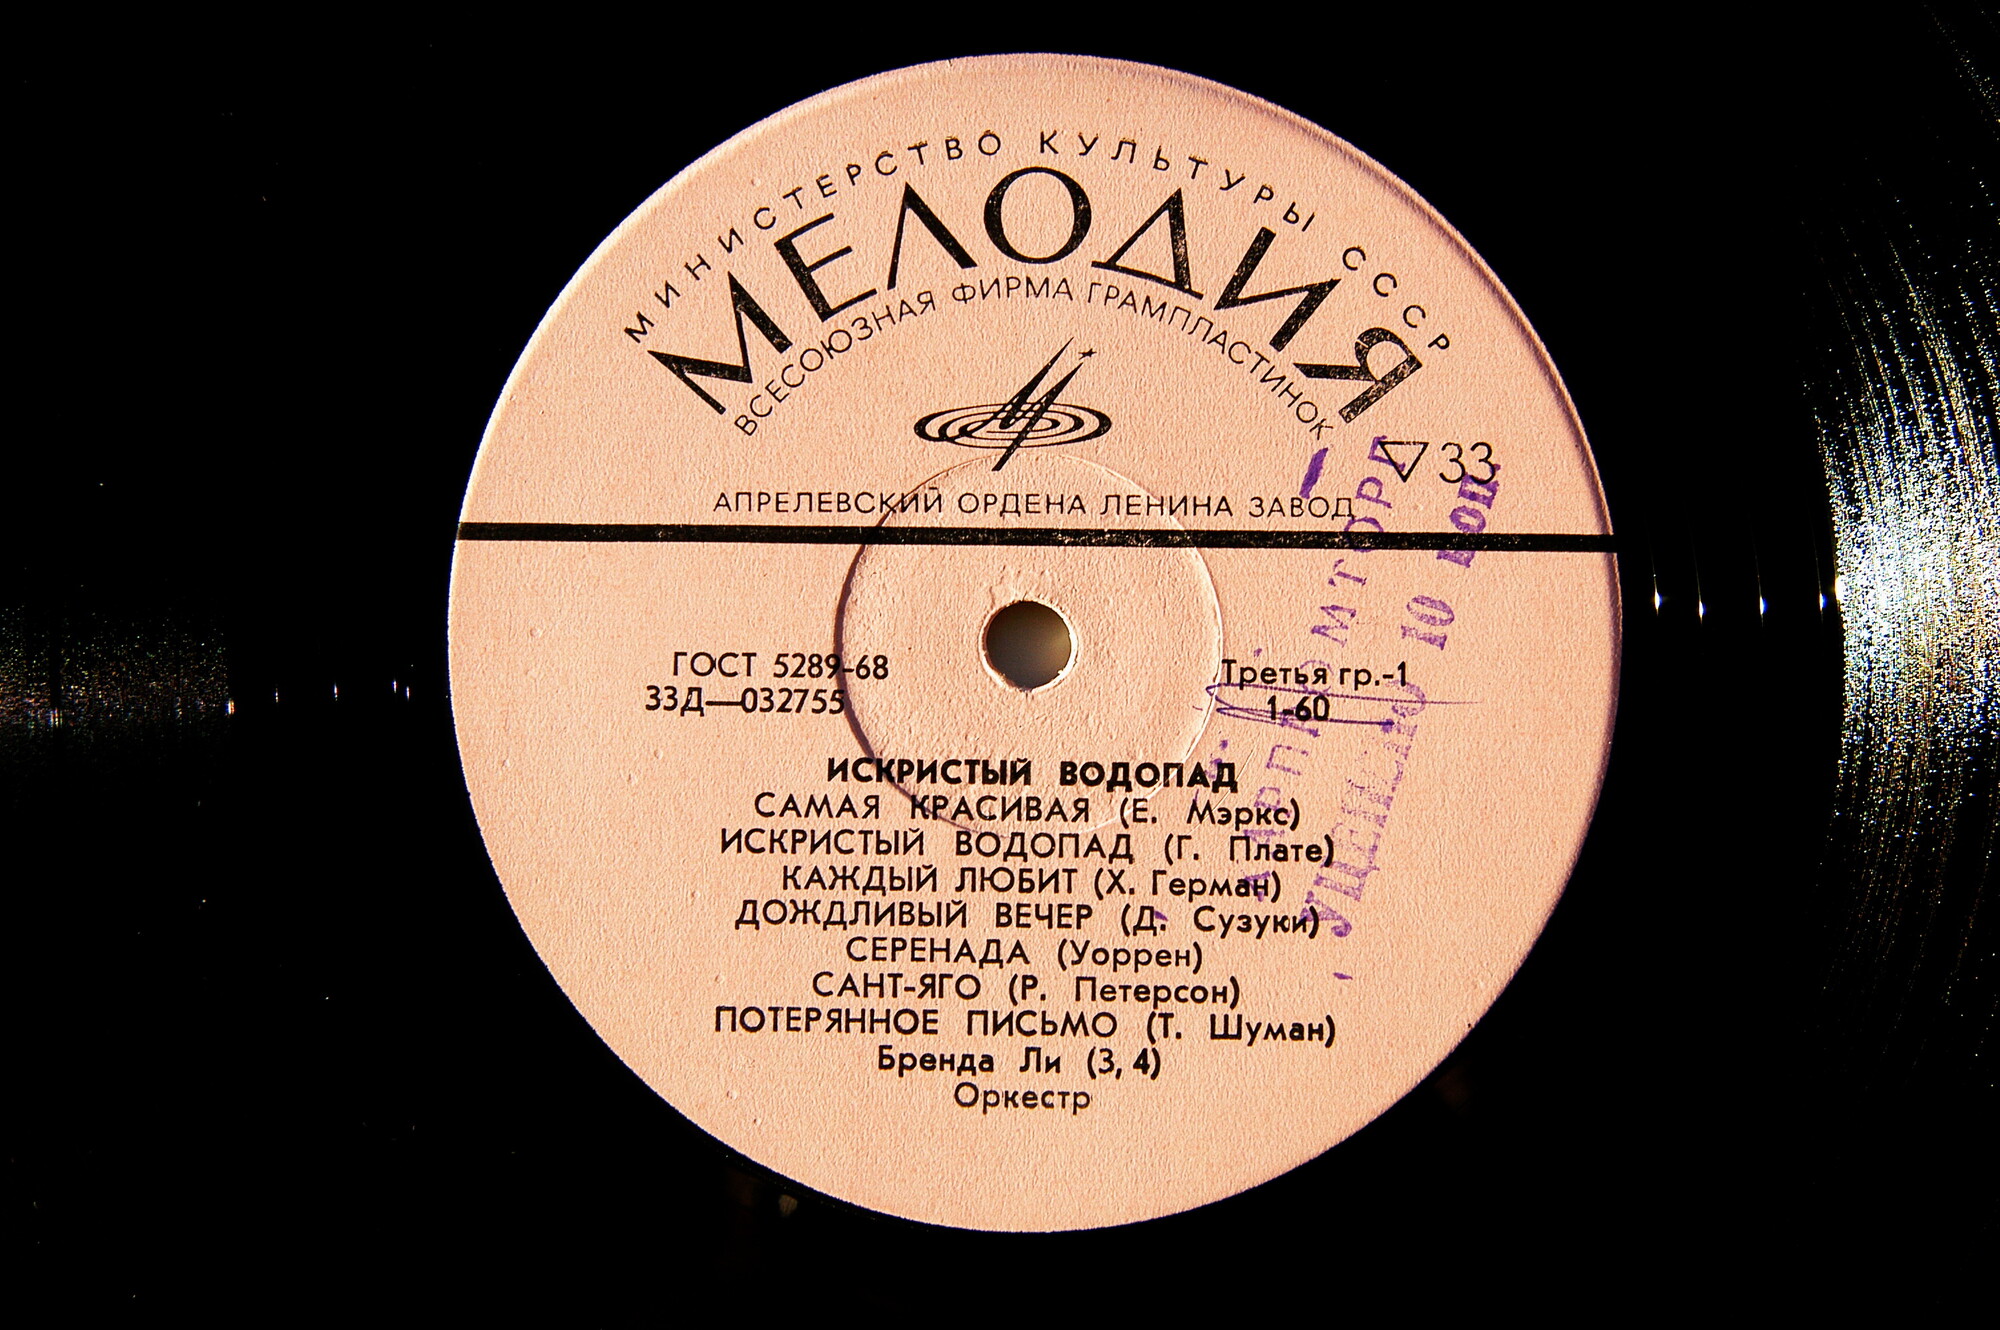 МИНИСТЕРСТВО КУЛЬТУРЫ СССР
МЕЛОДИЯ
ВСЕСОЮЗНАЯ ФИРМА ГРАМПЛАСТИНОК
33
АПРЕЛЕВСКИЙ ОРДЕНА ЛЕНИНА ЗАВОД
ГОСТ 5289-68
Третья гр.-1
33Д—032755
1-60
ИСКРИСТЫЙ ВОДОПАД
САМАЯ КРАСИВАЯ (Е. Мэркс)
ИСКРИСТЫЙ ВОДОПАД (Г. Плате)
КАЖДЫЙ ЛЮБИТ (Х. Герман)
ДОЖДЛИВЫЙ ВЕЧЕР (Д. Сузуки)
СЕРЕНАДА (Уоррен)
САНТ-ЯГО (Р. Петерсон)
ПОТЕРЯННОЕ ПИСЬМО (Т. Шуман)
Бренда Ли (3, 4)
Оркестр
10 коп.